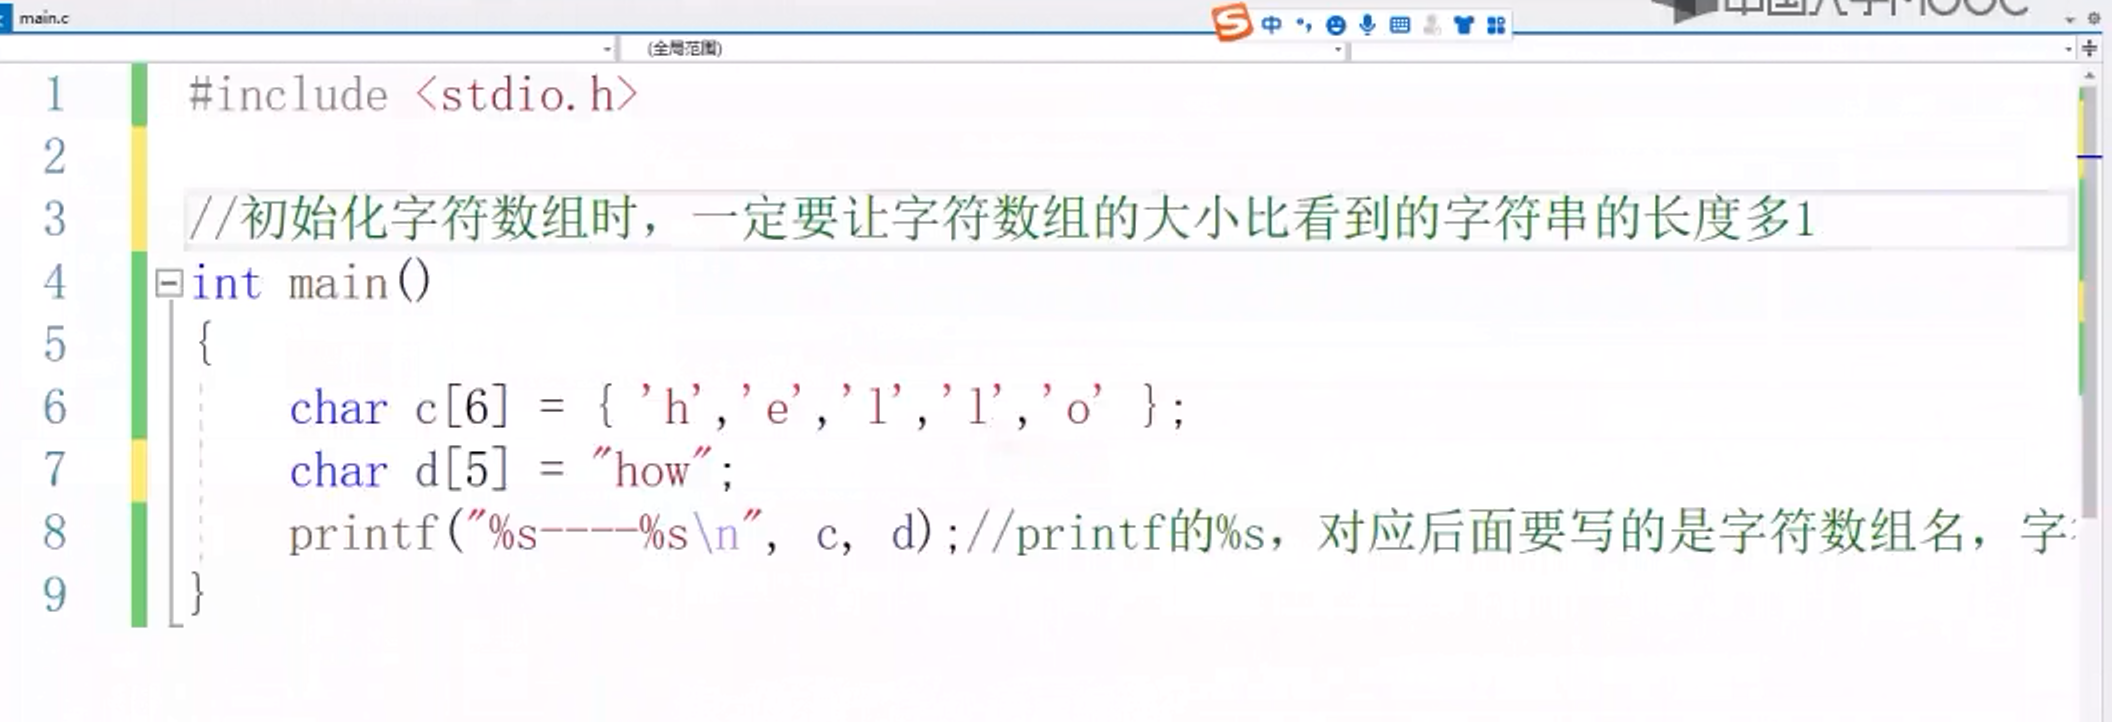 main.c
中
(全局范围)
1 #include <stdio.h>
2
3 //初始化字符数组时，一定要让字符数组的大小比看到的字符串的长度多1
4 int main()
5 {
6 char c[6] = { 'h','e','l','l','o' };
7 char d[5] = "how";
8 printf("%s----%s\n", c, d);//printf的%s，对应后面要写的是字符数组名，字
9 }